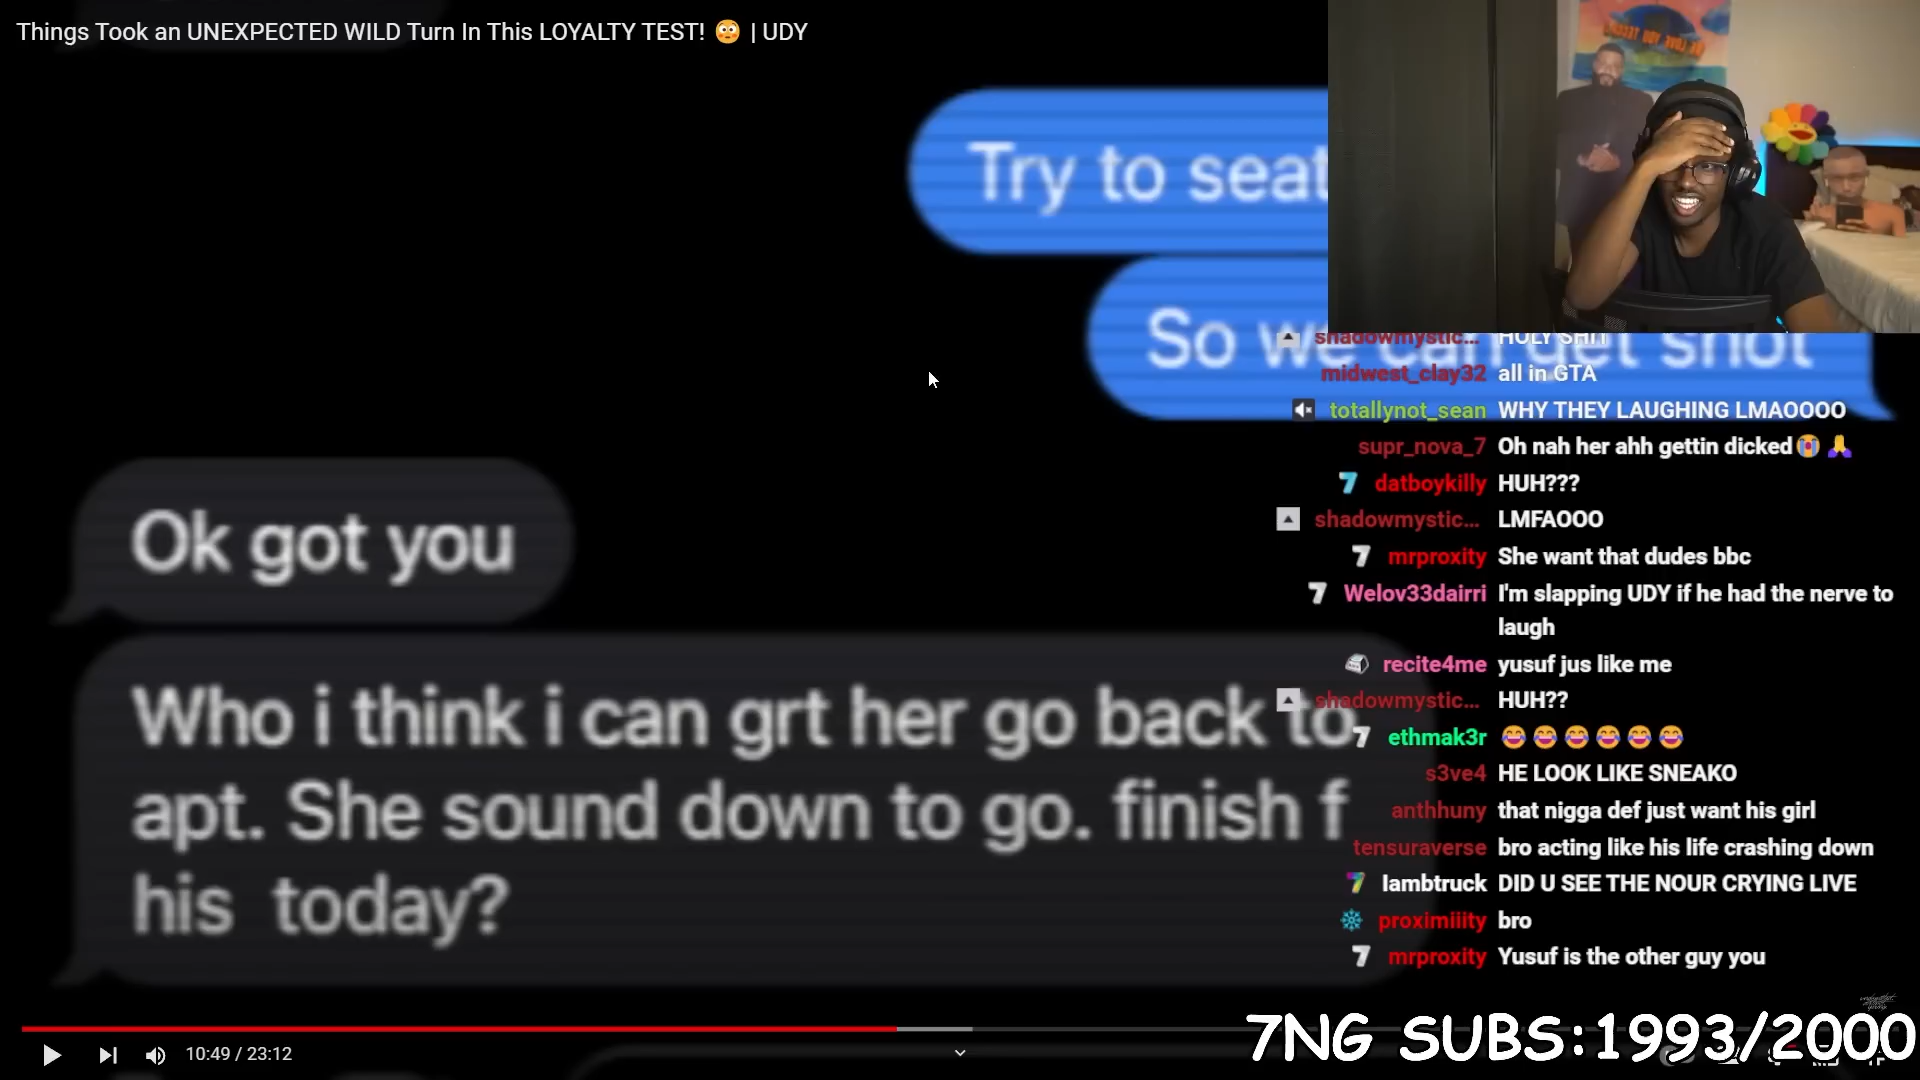 Things Took an UNEXPECTED WILD Turn In This LOYALTY TEST! 😳 | UDY
Try to seat
So we can get shot
Ok got you
Who i think i can grt her go back to
apt. She sound down to go. finish f
his today?
shadowmystic... HOLY SHIT
midwest_clay32 all in GTA
totallynot_sean WHY THEY LAUGHING LMAOOOO
supr_nova_7 Oh nah her ahh gettin dicked😭🙏
datboykilly HUH???
shadowmystic... LMFAOOO
mrproxity She want that dudes bbc
Welov33dairri I'm slapping UDY if he had the nerve to
laugh
recite4me yusuf jus like me
shadowmystic... HUH??
ethmak3r 😂😂😂😂😂😂
s3ve4 HE LOOK LIKE SNEAKO
anthhuny that nigga def just want his girl
tensuraverse bro acting like his life crashing down
lambtruck DID U SEE THE NOUR CRYING LIVE
proximiiity bro
mrproxity Yusuf is the other guy you
10:49 / 23:12
7NG SUBS:1993/2000